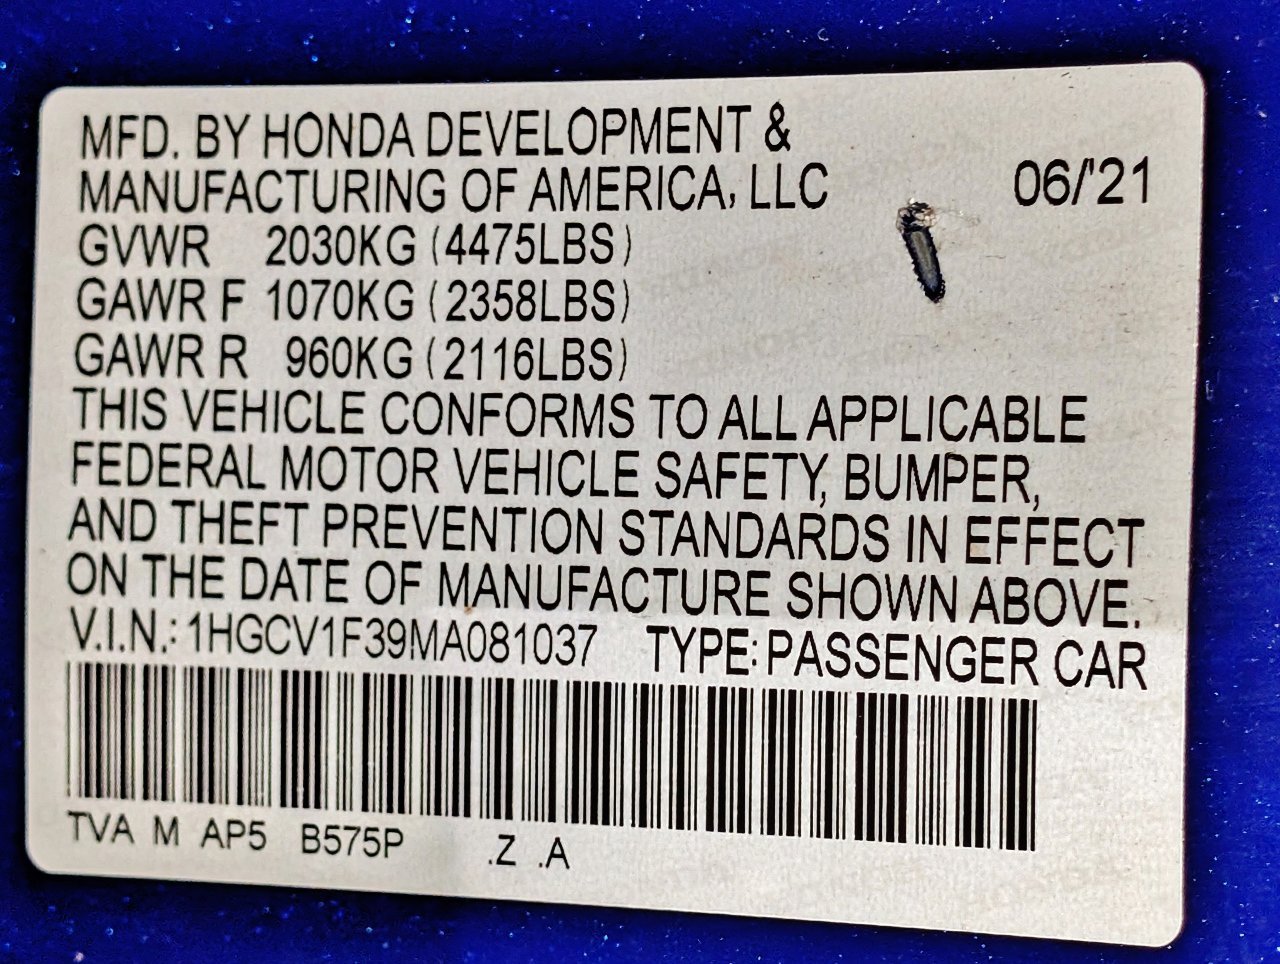 MFD. BY HONDA DEVELOPMENT &
MANUFACTURING OF AMERICA, LLC 06/'21
GVWR 2030KG (4475LBS)
GAWR F 1070KG (2358LBS)
GAWR R 960KG (2116LBS)
THIS VEHICLE CONFORMS TO ALL APPLICABLE
FEDERAL MOTOR VEHICLE SAFETY, BUMPER,
AND THEFT PREVENTION STANDARDS IN EFFECT
ON THE DATE OF MANUFACTURE SHOWN ABOVE.
V.I.N.: 1HGCV1F39MA081037 TYPE: PASSENGER CAR
TVA M AP5 B575P .Z .A